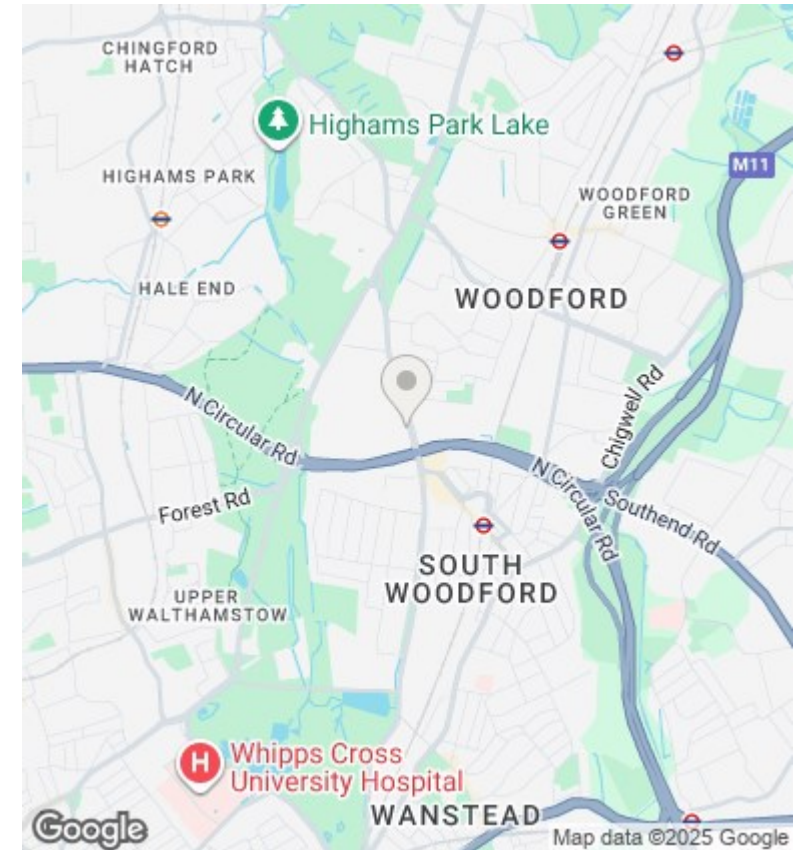 CHINGFORD
HATCH
Highams Park Lake
M11
HIGHAMS PARK
WOODFORD
GREEN
HALE END
WOODFORD
Chigwell Rd
N Circular Rd
N Circular Rd
Southend Rd
Forest Rd
SOUTH
WOODFORD
UPPER
WALTHAMSTOW
H
Whipps Cross
University Hospital
WANSTEAD
Google
Map data ©2025 Google